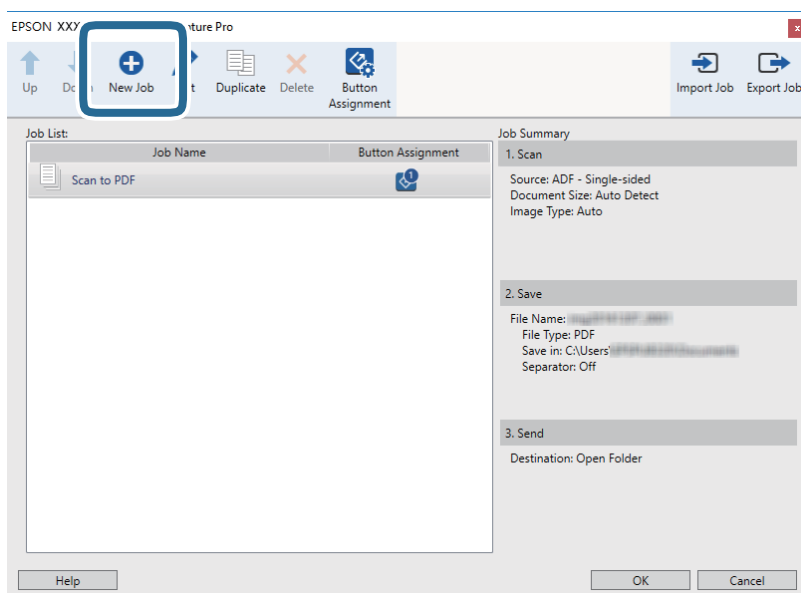 EPSON XXX ture Pro
Up
New Job
Duplicate
Delete
Button
Assignment
Import Job
Export Job
Job List:
Job Name
Button Assignment
Scan to PDF
1
Job Summary
1. Scan
Source: ADF - Single-sided
Document Size: Auto Detect
Image Type: Auto
2. Save
File Name:
File Type: PDF
Save in: C:\Users\
Separator: Off
3. Send
Destination: Open Folder
Help
OK
Cancel